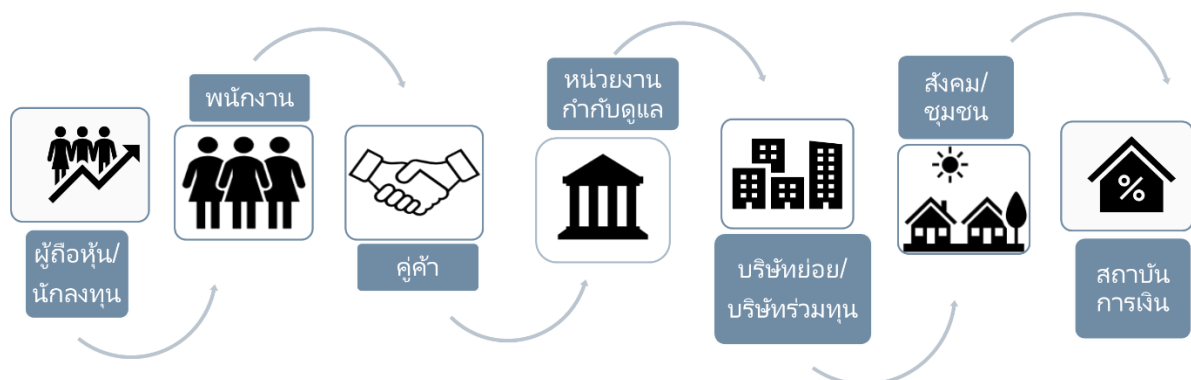 ผู้ถือหุ้น/
นักลงทุน
พนักงาน
คู่ค้า
หน่วยงาน
กำกับดูแล
บริษัทย่อย/
บริษัทร่วมทุน
สังคม/
ชุมชน
%
สถาบัน
การเงิน